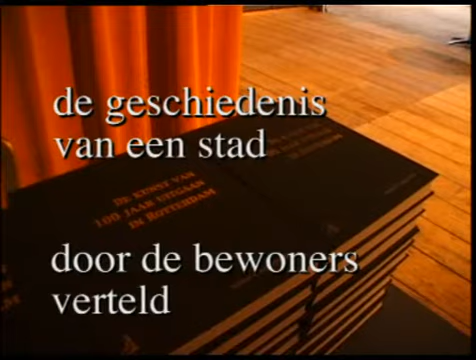 de geschiedenis
van een stad
De kunst van
100 jaar uitgaan
in Rotterdam
door de bewoners
verteld